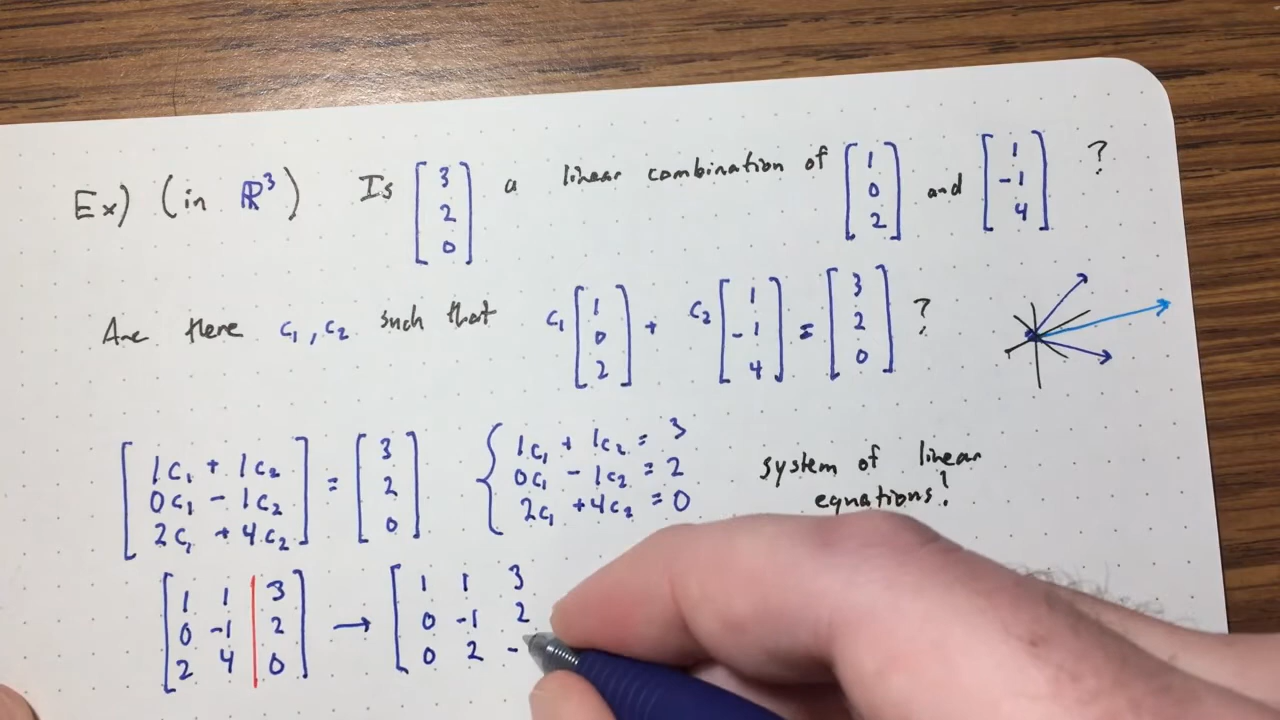 Ex) (in ℝ³) Is [3 2 0] a linear combination of [1 0 2] and [1 -1 4] ?
Are there c₁, c₂ such that c₁ [1 0 2] + c₂ [1 -1 4] = [3 2 0] ?
[1c₁ + 1c₂
0c₁ - 1c₂
2c₁ + 4c₂] = [3 2 0]
{ 1c₁ + 1c₂ = 3
0c₁ - 1c₂ = 2
2c₁ + 4c₂ = 0
system of linear
equations!
[1 1 | 3
0 -1 | 2
2 4 | 0] →
[1 1 3
0 -1 2
0 2 -